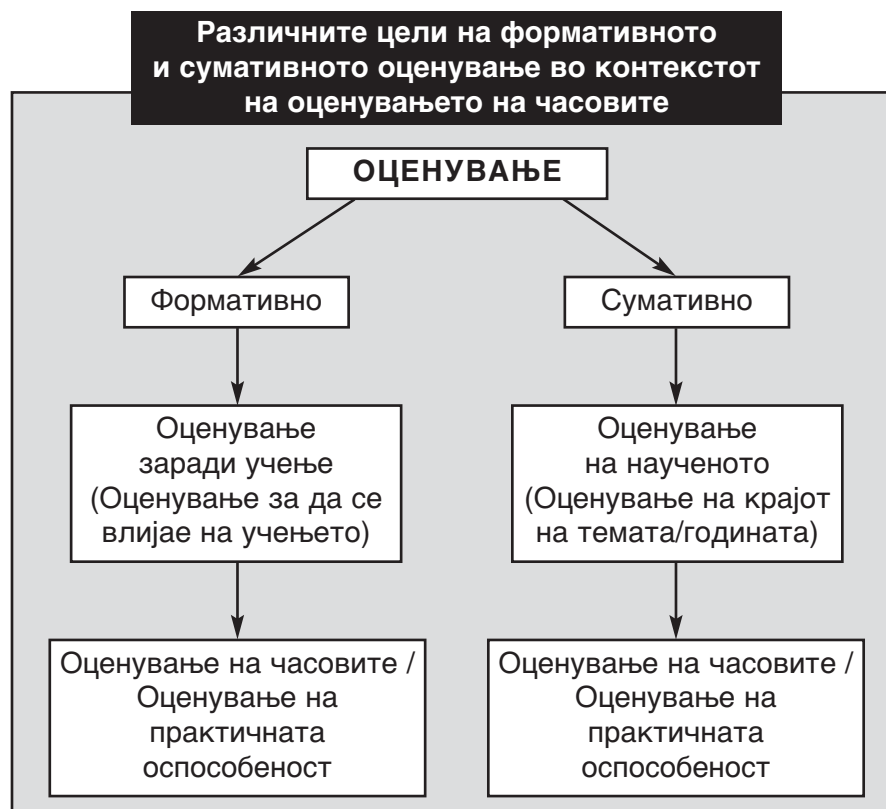 Различните цели на формативното
и сумативното оценување во контекстот
на оценувањето на часовите
ОЦЕНУВАЊЕ
Формативно
Сумативно
Оценување
заради учење
(Оценување за да се
влијае на учењето)
Оценување
на наученото
(Оценување на крајот
на темата/годината)
Оценување на часовите /
Оценување на
практичната
оспособеност
Оценување на часовите /
Оценување на
практичната
оспособеност